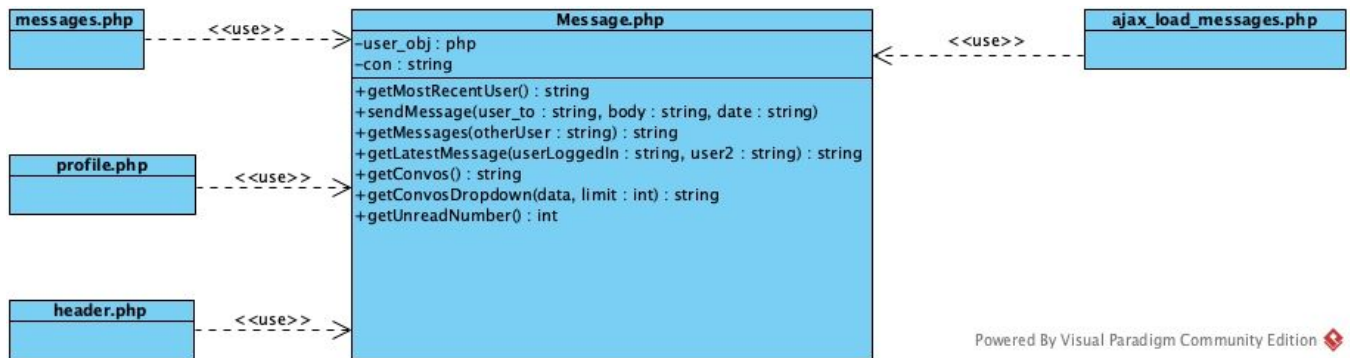 messages.php
<<use>>
Message.php
-user_obj : php
-con : string
+getMostRecentUser() : string
+sendMessage(user_to : string, body : string, date : string)
+getMessages(otherUser : string) : string
+getLatestMessage(userLoggedIn : string, user2 : string) : string
+getConvos() : string
+getConvosDropdown(data, limit : int) : string
+getUnreadNumber() : int
<<use>>
ajax_load_messages.php
profile.php
<<use>>
header.php
<<use>>
Powered By Visual Paradigm Community Edition